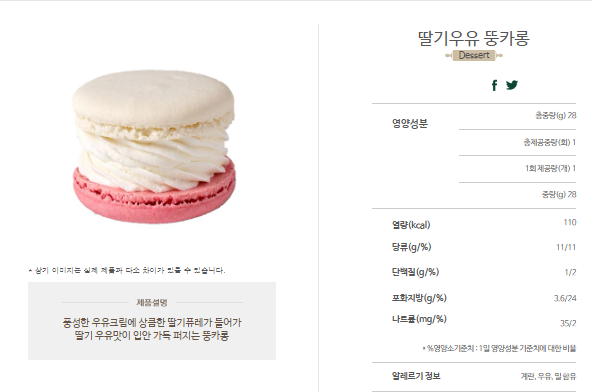 딸기우유 뚱카롱
Dessert
영양성분
총중량(g) 28
총제공중량(회) 1
1회 제공량(개) 1
중량(g) 28
열량(kcal) 110
당류(g/%) 11/11
단백질(g/%) 1/2
포화지방(g/%) 3.6/24
나트륨(mg/%) 35/2
* %영양소기준치 : 1일 영양성분 기준치에 대한 비율
알레르기 정보 계란, 우유, 밀 함유
* 상기 이미지는 실제 제품과 다소 차이가 있을 수 있습니다.
제품설명
풍성한 우유크림에 상큼한 딸기퓨레가 들어가
딸기 우유맛이 입안 가득 퍼지는 뚱카롱